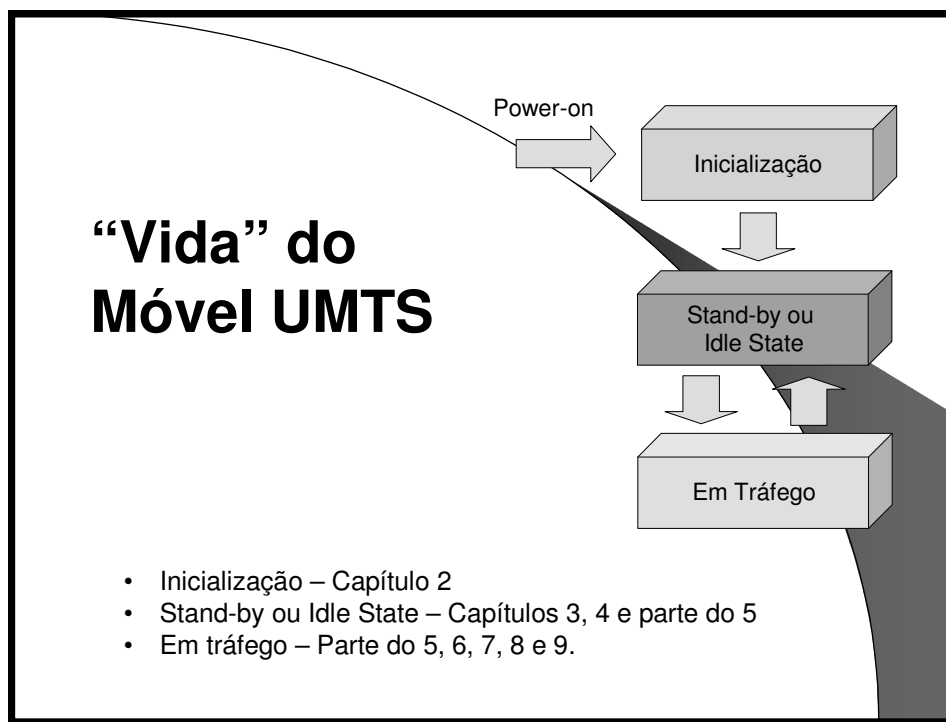 Power-on
Inicialização
“Vida” do
Móvel UMTS
Stand-by ou
Idle State
Em Tráfego
• Inicialização – Capítulo 2
• Stand-by ou Idle State – Capítulos 3, 4 e parte do 5
• Em tráfego – Parte do 5, 6, 7, 8 e 9.